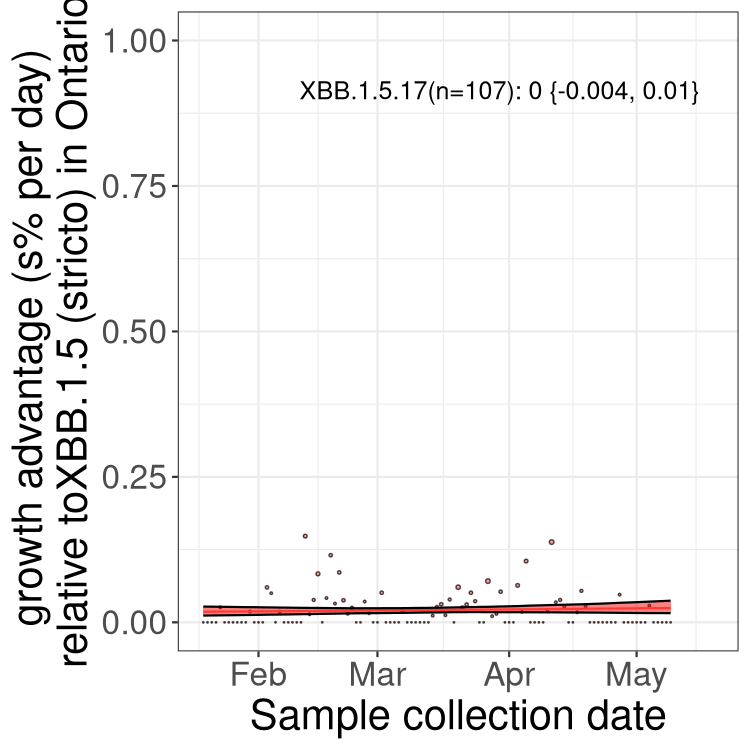 growth advantage (s% per day)
relative toXBB.1.5 (stricto) in Ontario
1.00
0.75
0.50
0.25
0.00
XBB.1.5.17(n=107): 0 {-0.004, 0.01}
Feb Mar Apr May
Sample collection date